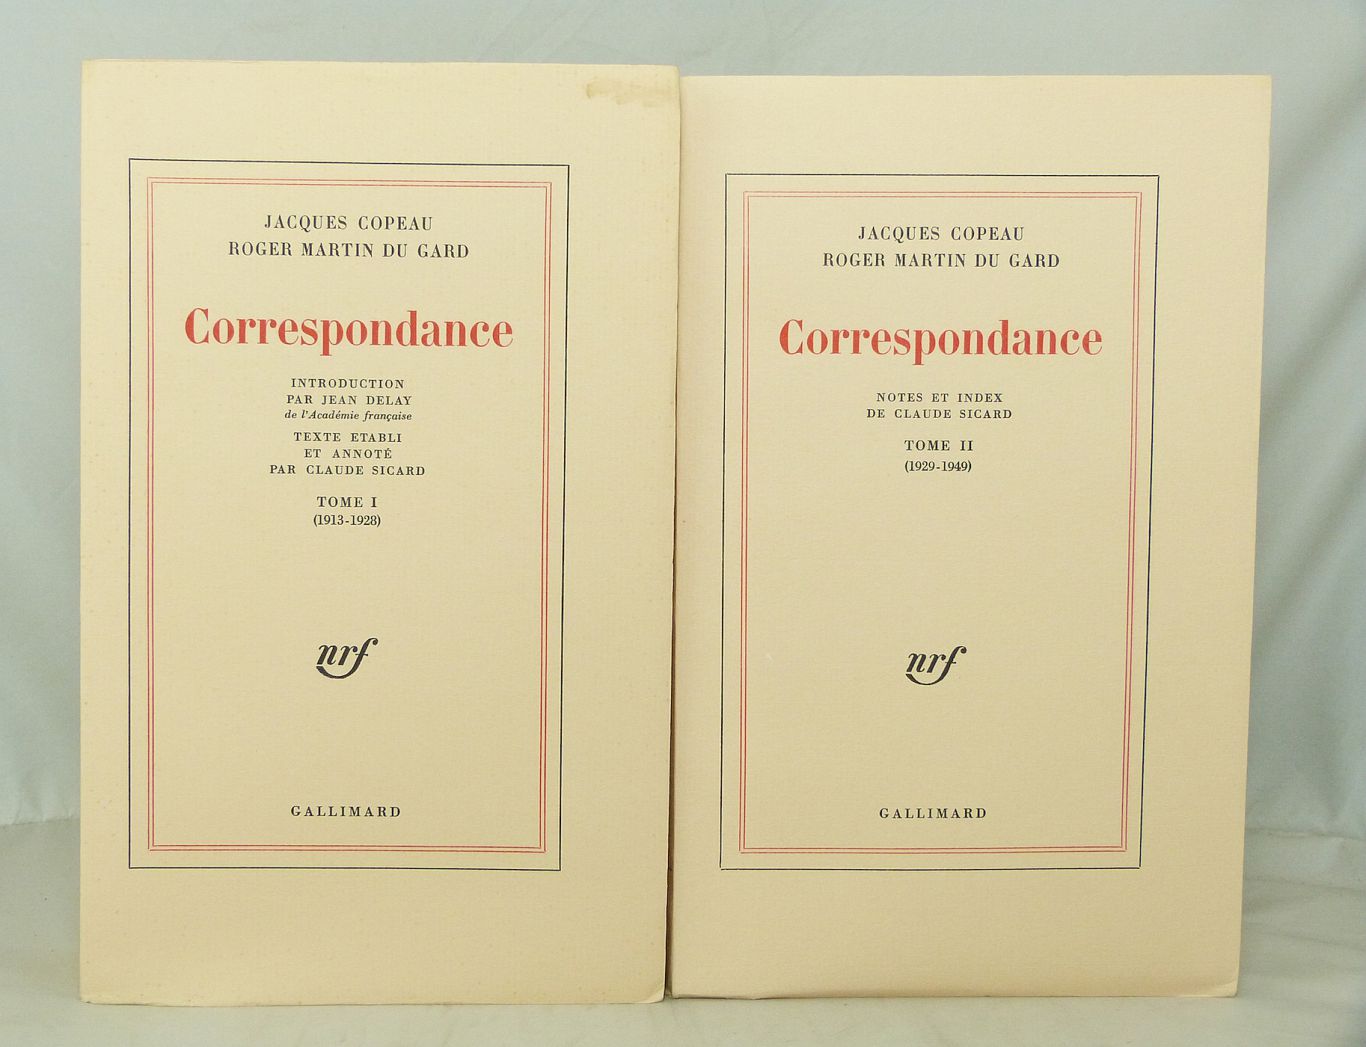 JACQUES COPEAU
ROGER MARTIN DU GARD
Correspondance
INTRODUCTION
PAR JEAN DELAY
de l'Académie française
TEXTE ETABLI
ET ANNOTÉ
PAR CLAUDE SICARD
TOME I
(1913-1928)
nrf
GALLIMARD
JACQUES COPEAU
ROGER MARTIN DU GARD
Correspondance
NOTES ET INDEX
DE CLAUDE SICARD
TOME II
(1929-1949)
nrf
GALLIMARD